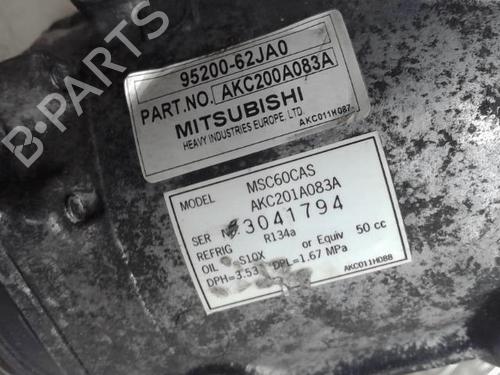 B-PARTS
95200-62JA0
PART.NO. AKC200A083A
MITSUBISHI
HEAVY INDUSTRIES EUROPE, LTD
AKC011H087
MODEL MSC60CAS
AKC201A083A
SER 3041794
REFRIG R134a
OIL S10X or Equiv 50 cc
DPH=3.53 DPL=1.67 MPa
AKC011H088